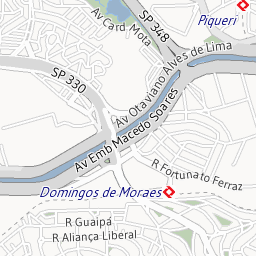 Av Card Mota
SP 348
Piqueri
SP 330
Av Otaviano Alves de Lima
Av Emb Macedo Soares
R Fortunato Ferraz
Domingos de Moraes
R Guaipá
R Aliança Liberal